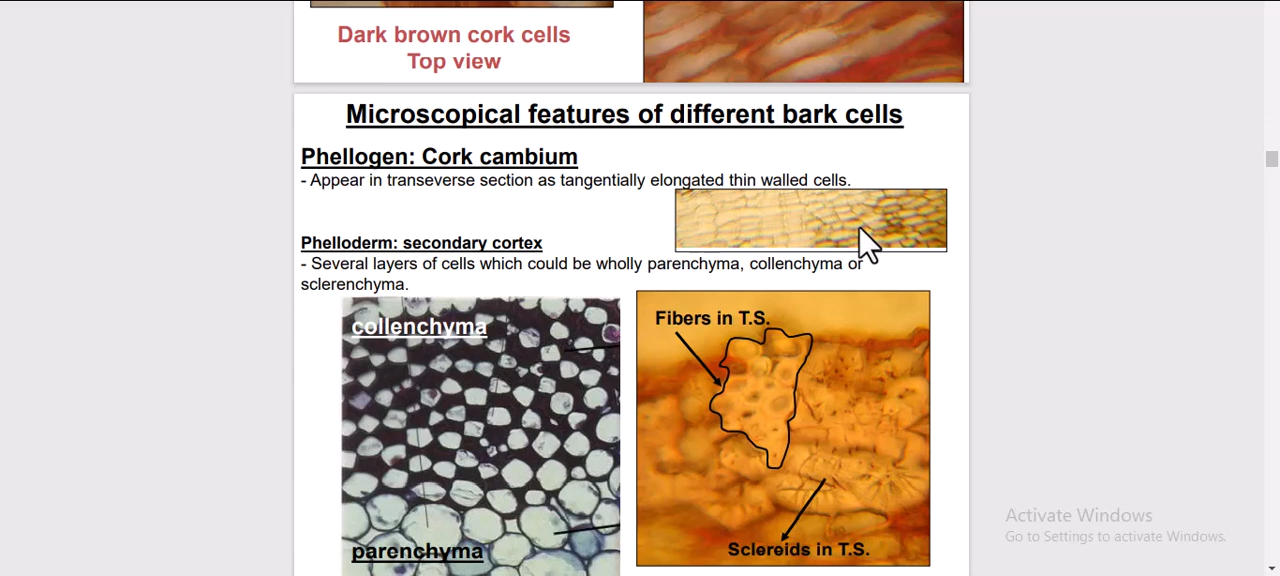 Dark brown cork cells
Top view
Microscopical features of different bark cells
Phellogen: Cork cambium
- Appear in transeverse section as tangentially elongated thin walled cells.
Phelloderm: secondary cortex
- Several layers of cells which could be wholly parenchyma, collenchyma or
sclerenchyma.
collenchyma
Fibers in T.S.
parenchyma
Sclereids in T.S.
Activate Windows
Go to Settings to activate Windows.